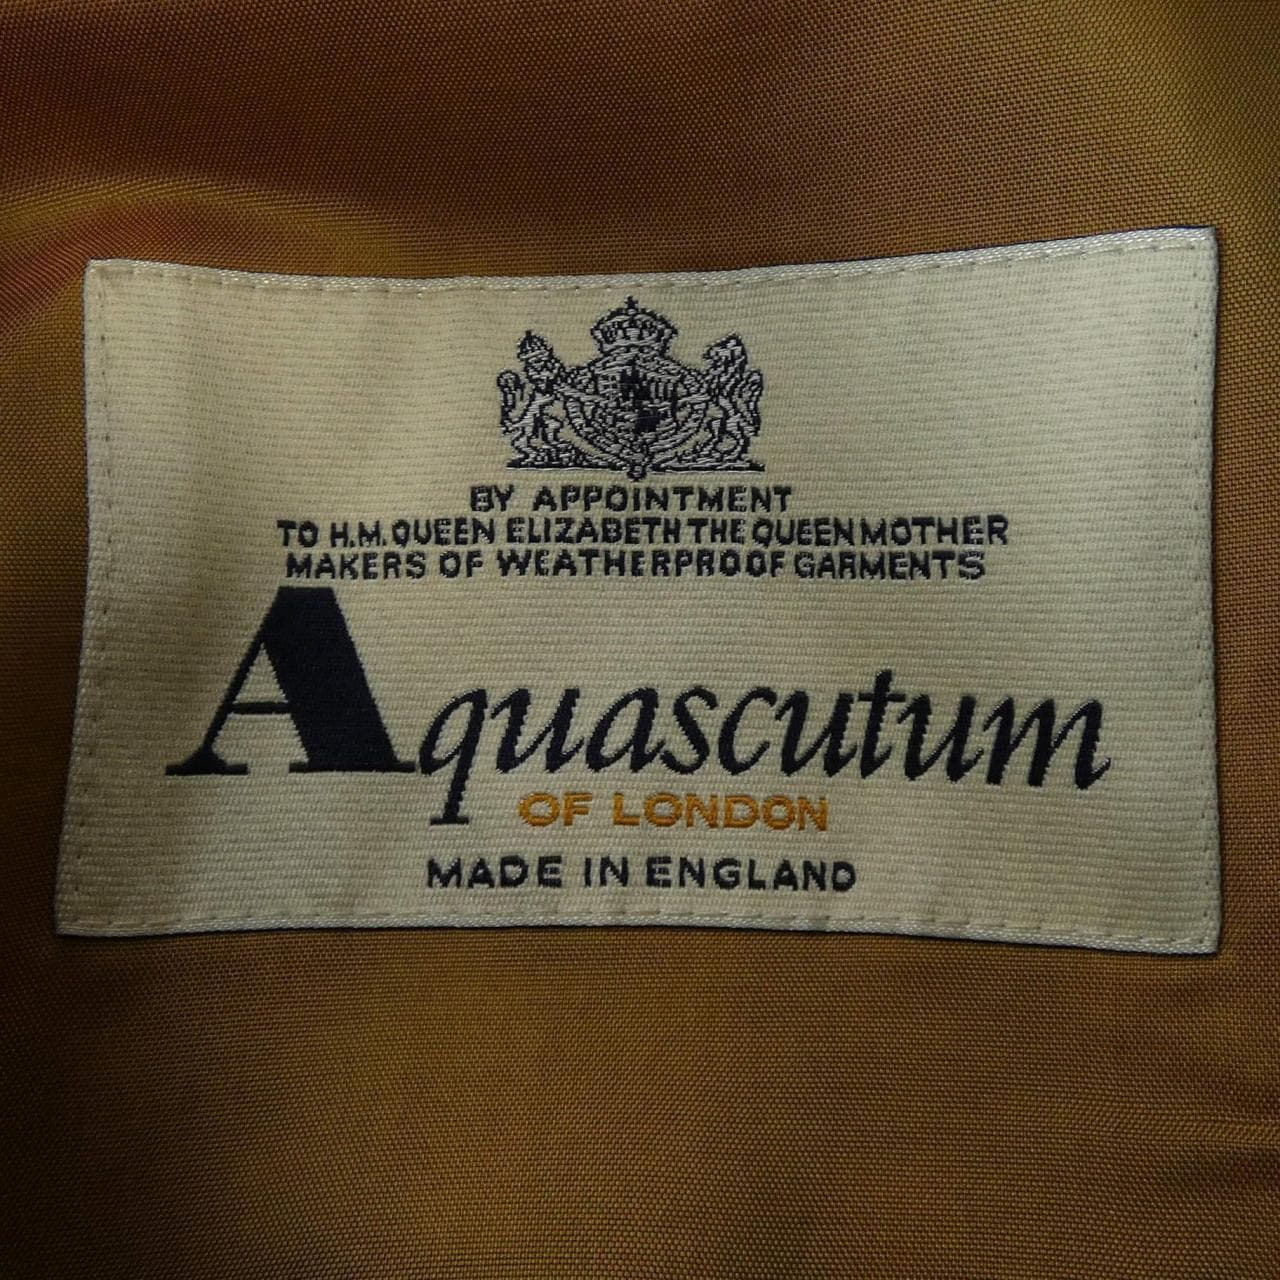 BY APPOINTMENT
TO H.M. QUEEN ELIZABETH THE QUEEN MOTHER
MAKERS OF WEATHERPROOF GARMENTS
Aquascutum
OF LONDON
MADE IN ENGLAND